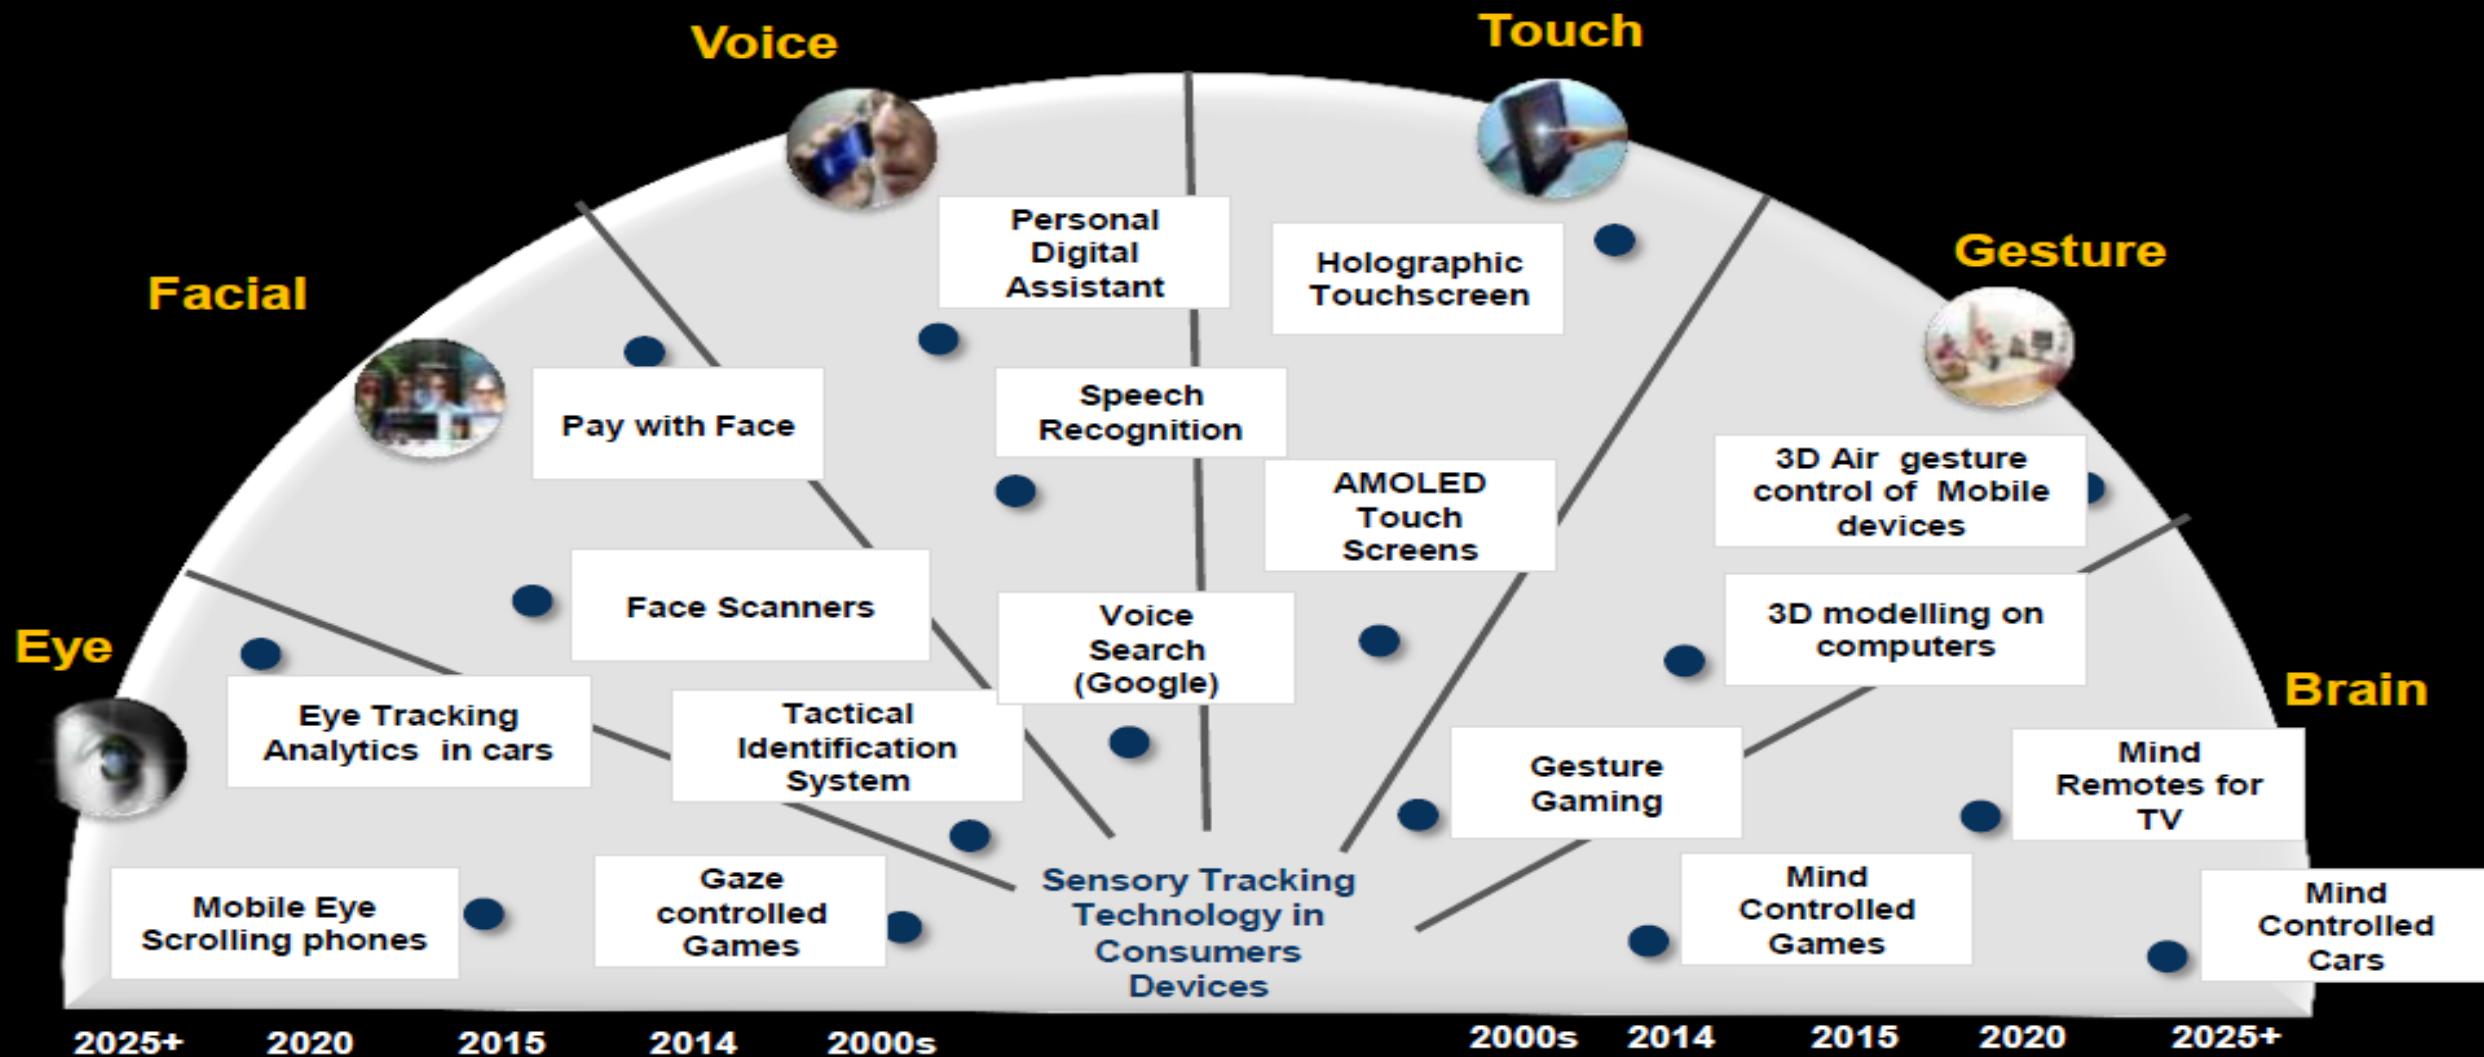 Voice
Touch
Gesture
Facial
Eye
Brain
Personal
Digital
Assistant
Holographic
Touchscreen
Pay with Face
Speech
Recognition
AMOLED
Touch
Screens
3D Air gesture
control of Mobile
devices
Face Scanners
Voice
Search
(Google)
3D modelling on
computers
Eye Tracking
Analytics in cars
Tactical
Identification
System
Gesture
Gaming
Mind
Remotes for
TV
Mobile Eye
Scrolling phones
Gaze
controlled
Games
Sensory Tracking
Technology in
Consumers
Devices
Mind
Controlled
Games
Mind
Controlled
Cars
2025+ 2020 2015 2014 2000s 2000s 2014 2015 2020 2025+